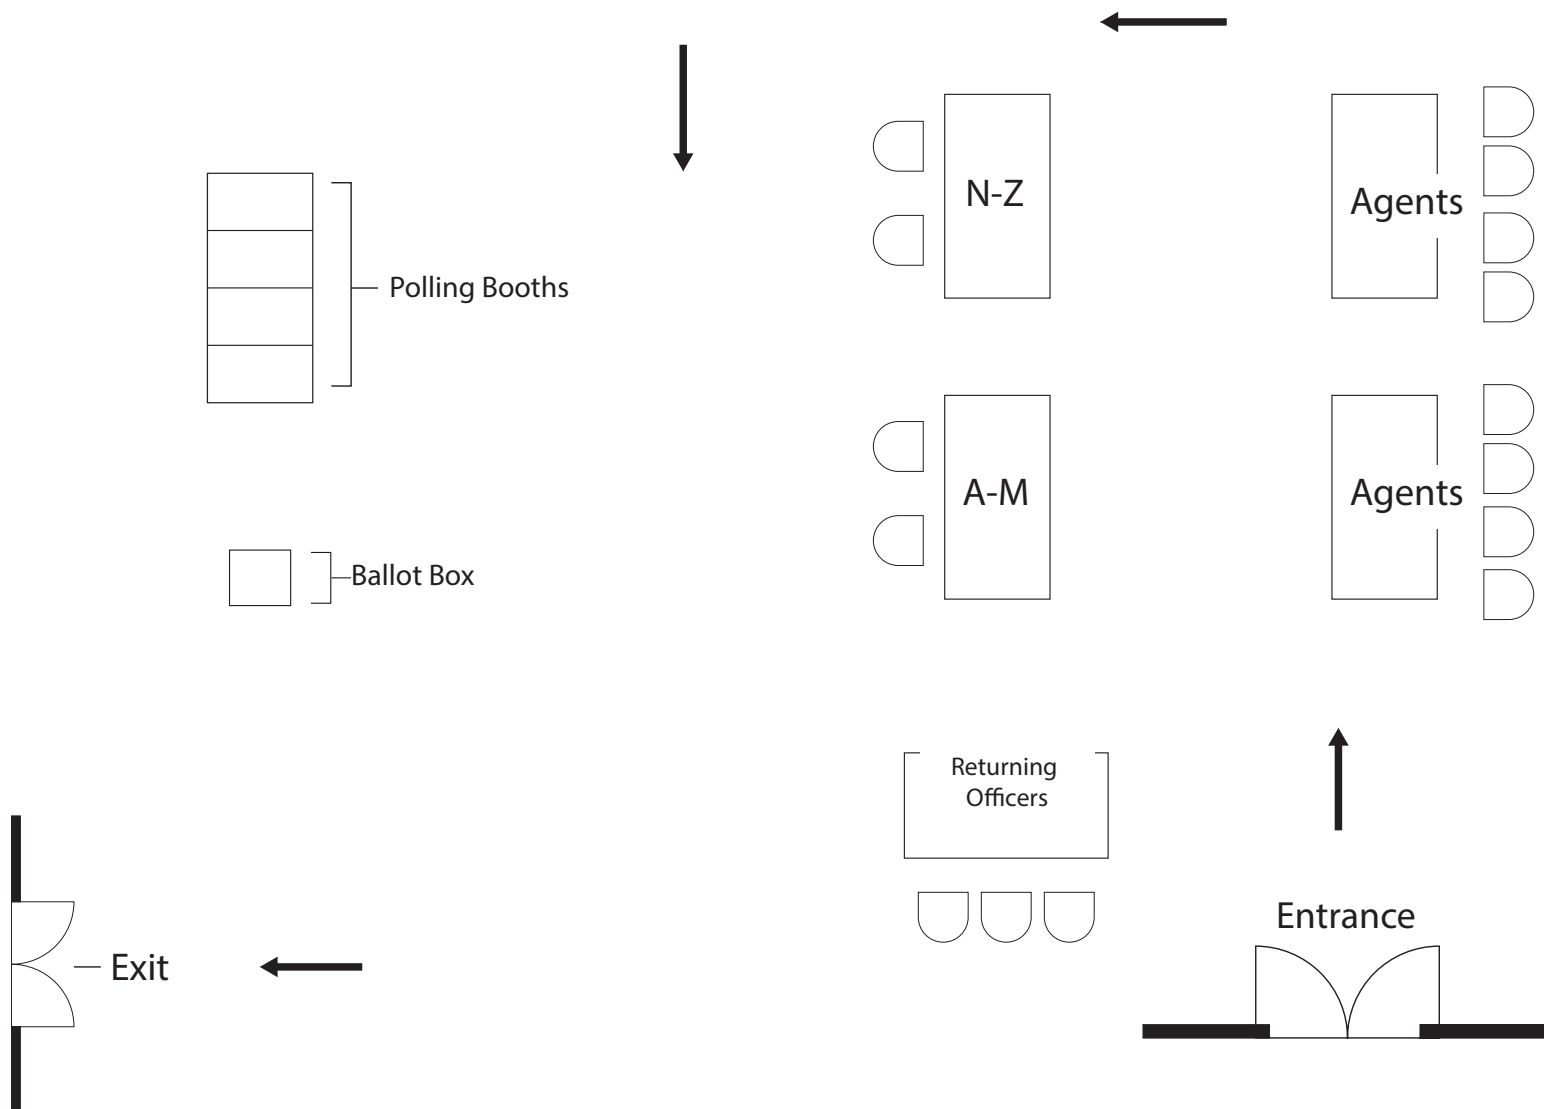 N-Z
Agents
Polling Booths
A-M
Agents
Ballot Box
Returning
Officers
Entrance
Exit